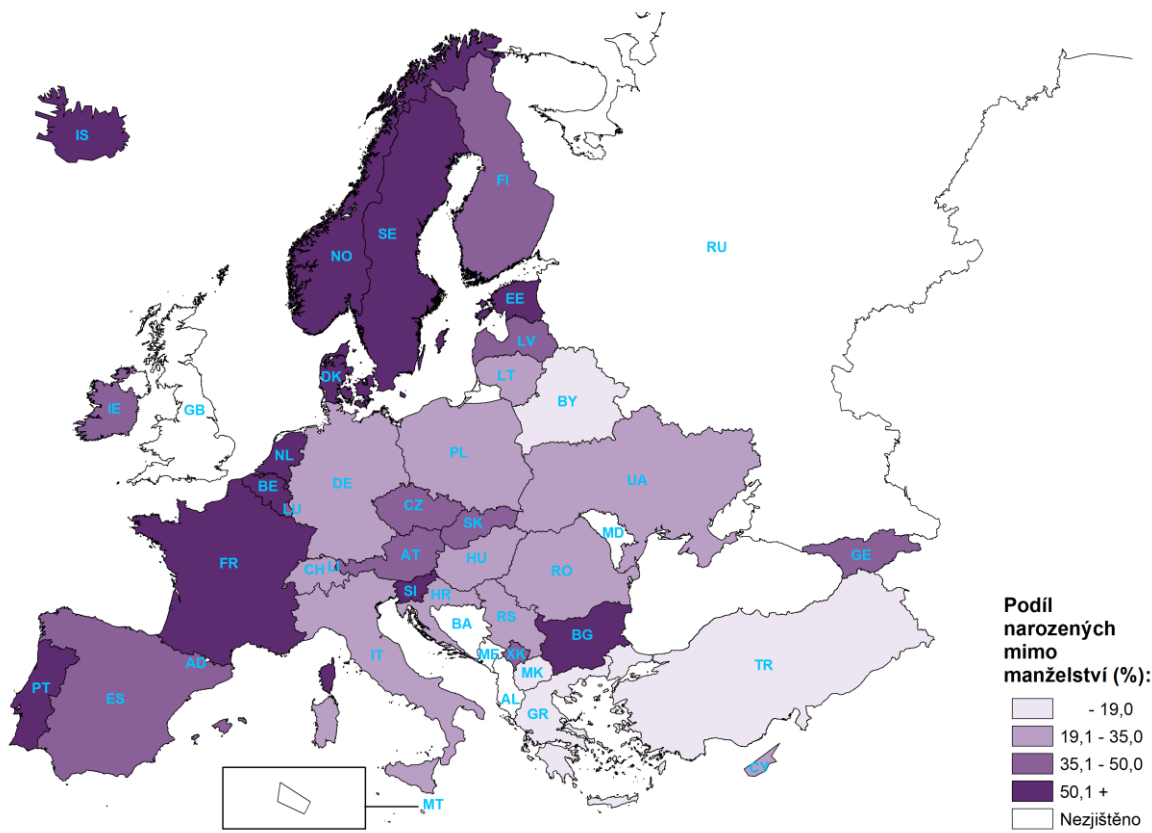 IS
FI
RU
SE
NO
EE
LV
DK
LT
IE
GB
BY
NL
PL
BE
DE
UA
LU
CZ
SK
MD
AT
HU
GE
FR
CH
LI
RO
SI
HR
RS
BA
BG
IT
ME
XK
AD
MK
TR
PT
ES
AL
GR
CY
MT
Podíl
narozených
mimo
manželství (%):
- 19,0
19,1 - 35,0
35,1 - 50,0
50,1 +
Nezjištěno